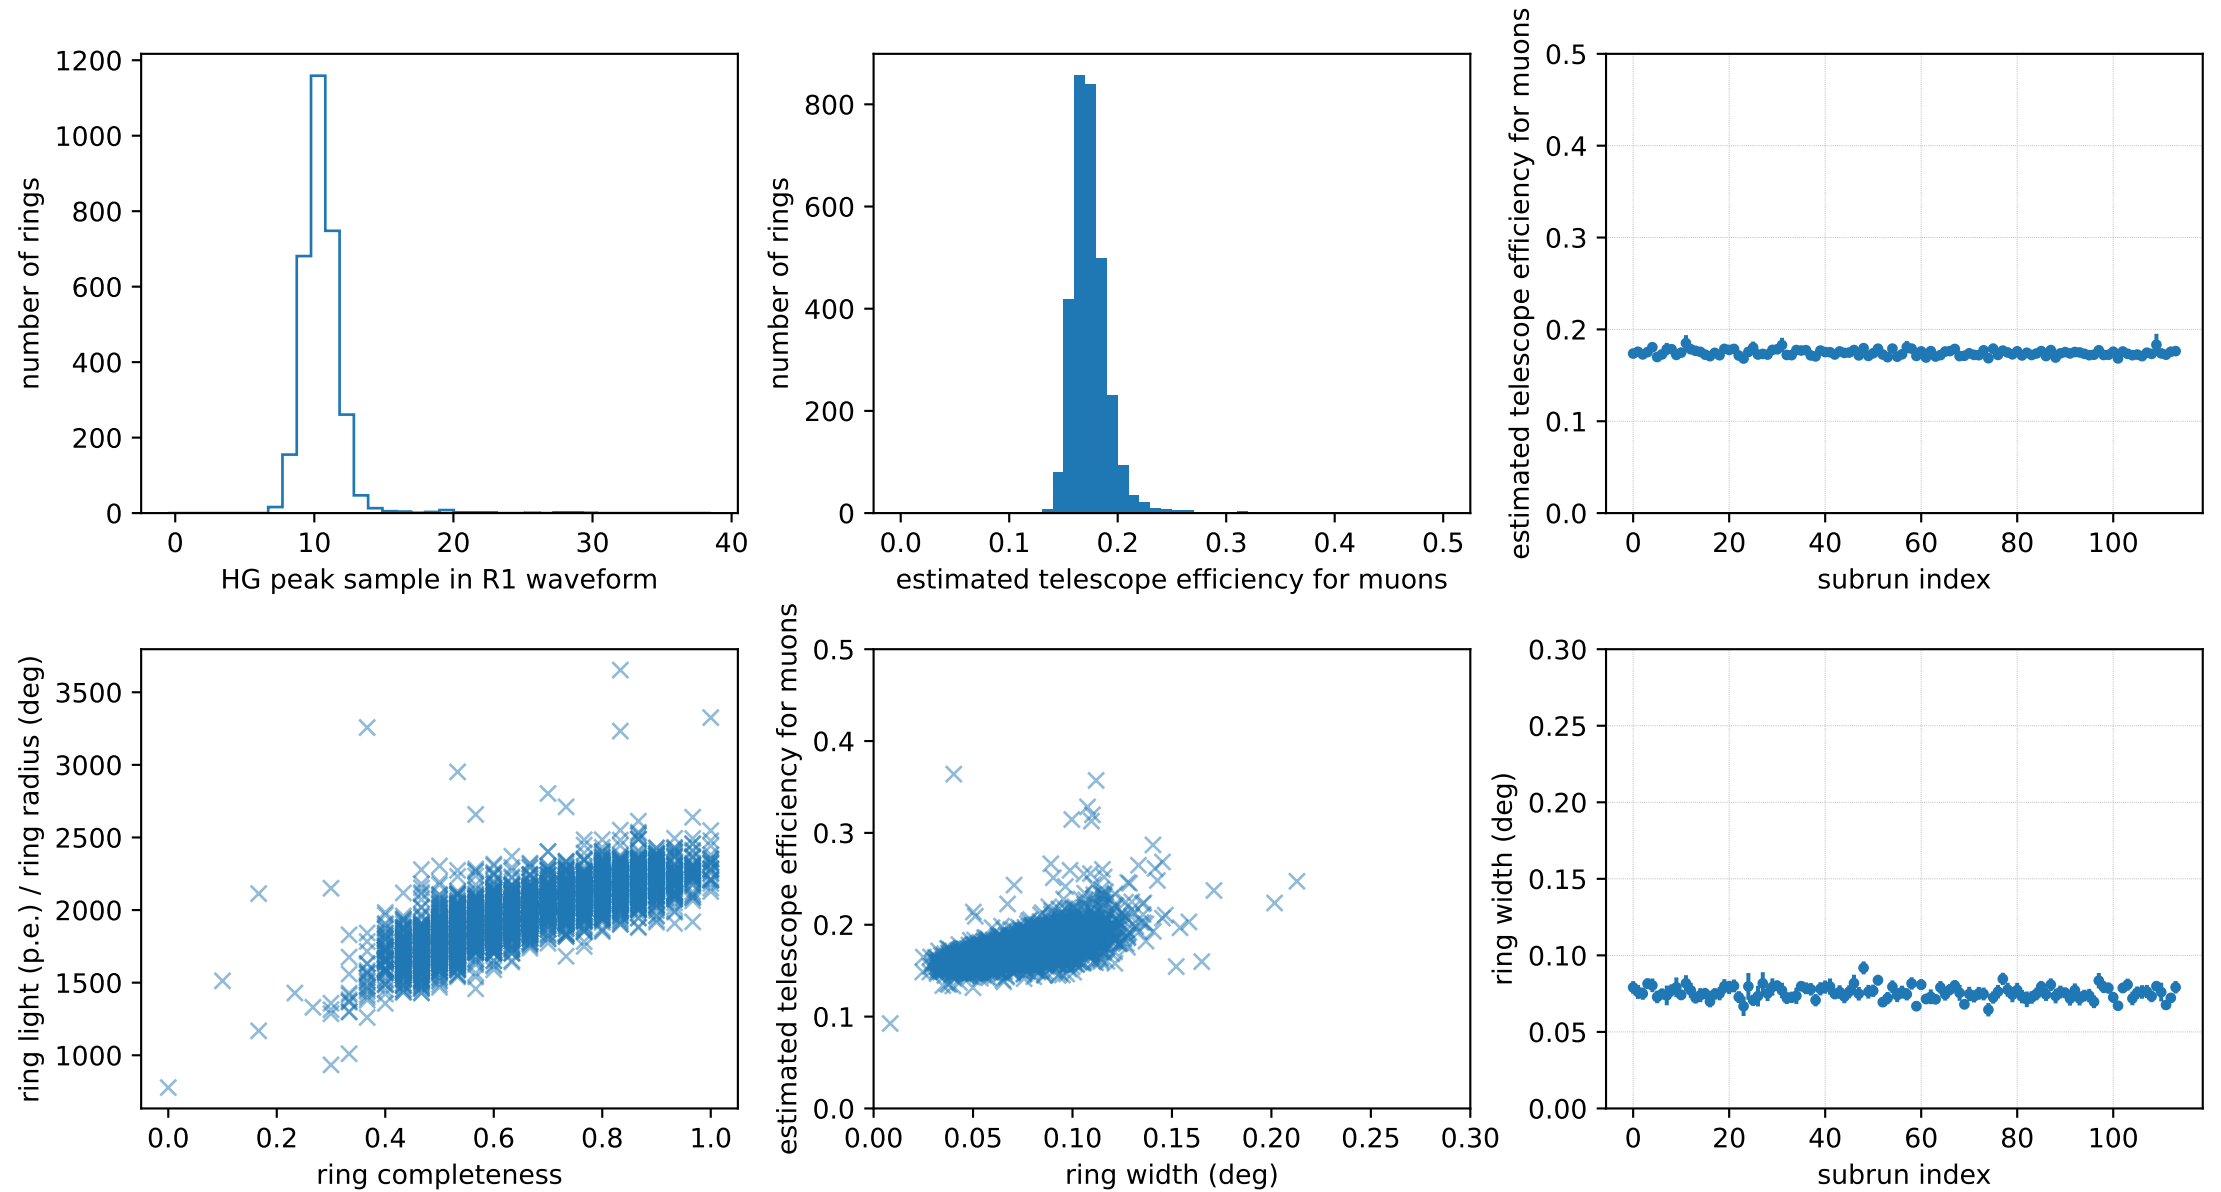 1200
1000
800
600
400
200
0
number of rings
0 10 20 30 40
HG peak sample in R1 waveform
800
600
400
200
0
number of rings
0.0 0.1 0.2 0.3 0.4 0.5
estimated telescope efficiency for muons
0.5
0.4
0.3
0.2
0.1
0.0
estimated telescope efficiency for muons
0 20 40 60 80 100
subrun index
3500
3000
2500
2000
1500
1000
ring light (p.e.) / ring radius (deg)
0.0 0.2 0.4 0.6 0.8 1.0
ring completeness
0.5
0.4
0.3
0.2
0.1
0.0
estimated telescope efficiency for muons
0.00 0.05 0.10 0.15 0.20 0.25 0.30
ring width (deg)
0.30
0.25
0.20
0.15
0.10
0.05
0.00
ring width (deg)
0 20 40 60 80 100
subrun index